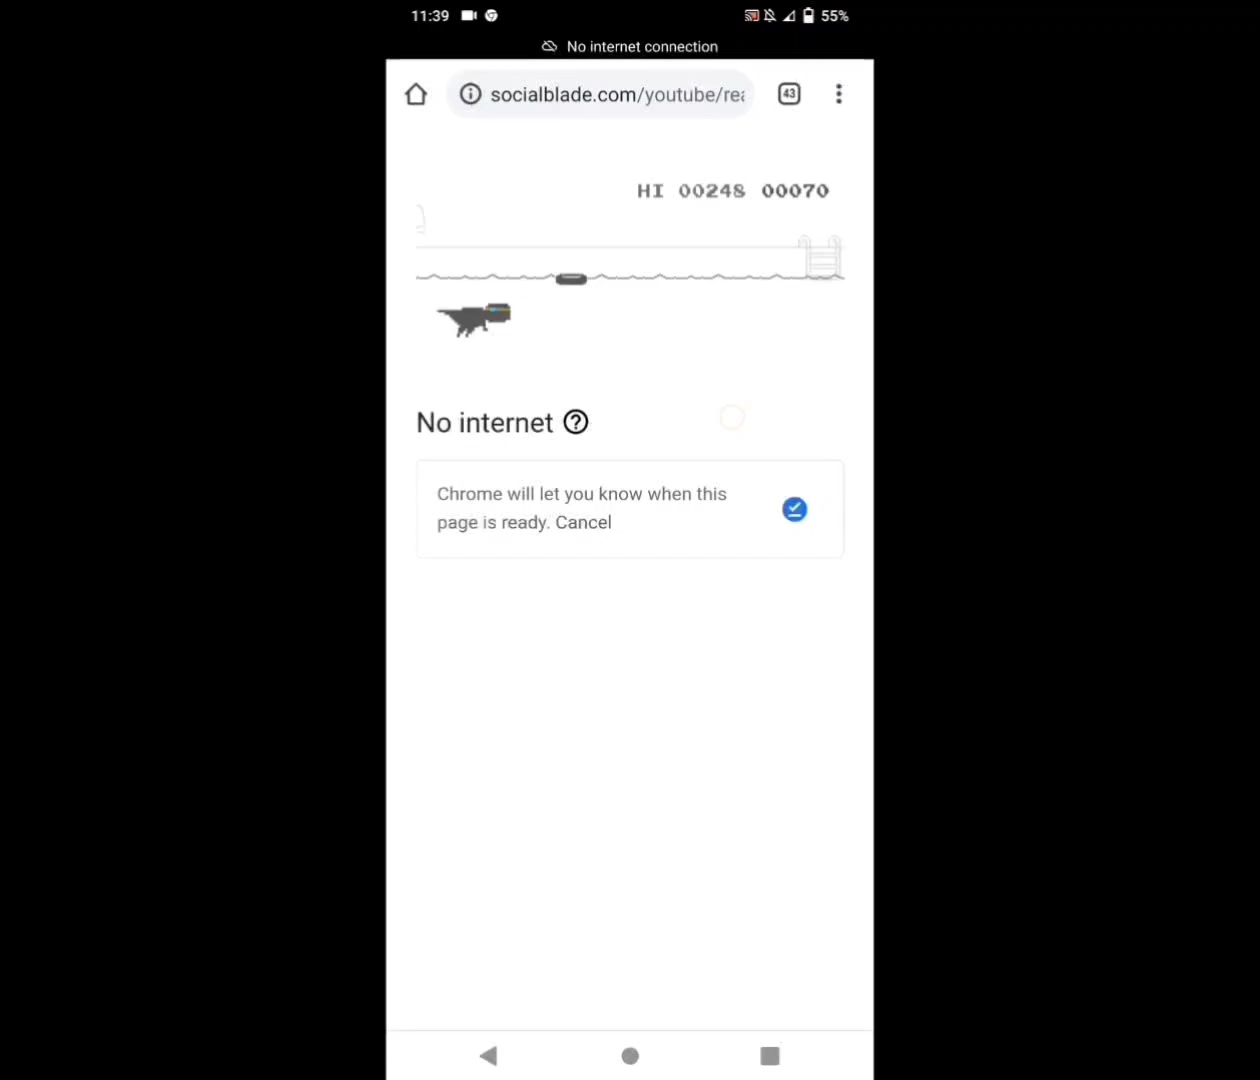 11:39
55%
No internet connection
socialblade.com/youtube/rea
43
HI 00248 00070
No internet
Chrome will let you know when this
page is ready. Cancel